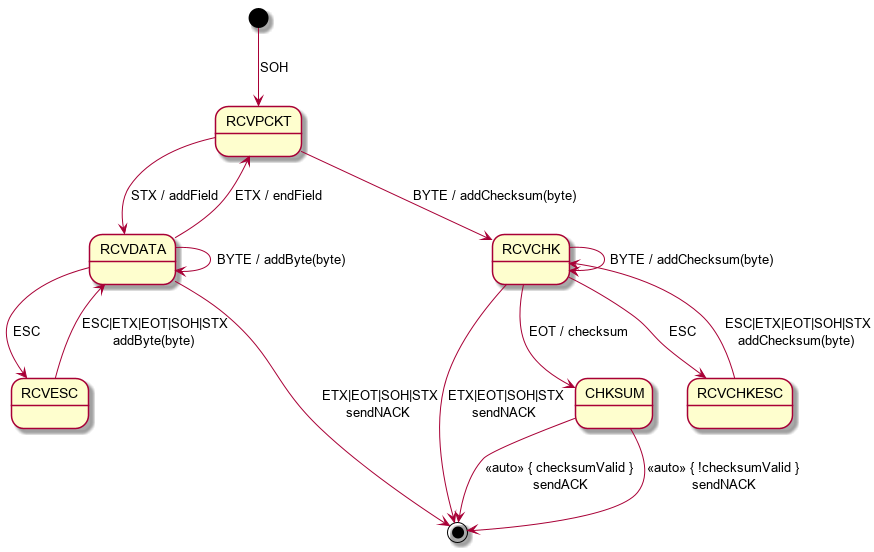 SOH
RCVPCKT
STX / addField
ETX / endField
BYTE / addChecksum(byte)
RCVDATA
BYTE / addByte(byte)
RCVCHK
BYTE / addChecksum(byte)
ESC
ESC|ETX|EOT|SOH|STX
addByte(byte)
EOT / checksum
ESC
ESC|ETX|EOT|SOH|STX
addChecksum(byte)
RCVESC
ETX|EOT|SOH|STX
sendNACK
ETX|EOT|SOH|STX
sendNACK
CHKSUM
RCVCHKESC
«auto» { checksumValid }
sendACK
«auto» { !checksumValid }
sendNACK